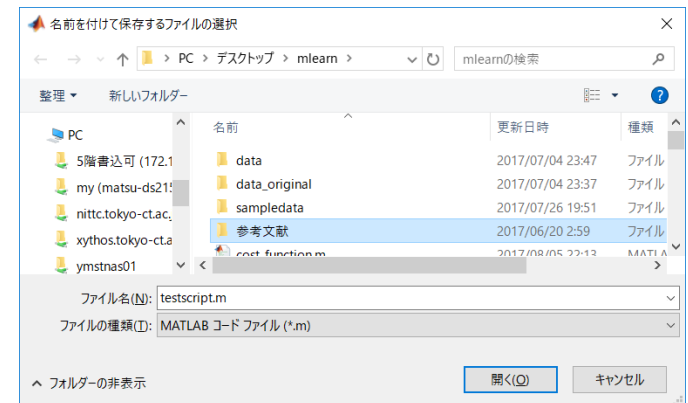 名前を付けて保存するファイルの選択
PC > デスクトップ > mlearn >
mlearnの検索
整理 新しいフォルダー
名前 更新日時 種類
PC
5階書込可 (172.1
my (matsu-ds215
nittc.tokyo-ct.ac.j
xythos.tokyo-ct.a
ymstnas01
data 2017/07/04 23:47 ファイル
data_original 2017/07/04 23:37 ファイル
sampledata 2017/07/26 19:51 ファイル
参考文献 2017/06/20 2:59 ファイル
cost_function.m 2017/08/05 22:13 MATLA
ファイル名(N): testscript.m
ファイルの種類(T): MATLAB コード ファイル (*.m)
フォルダーの非表示
開く(O) キャンセル